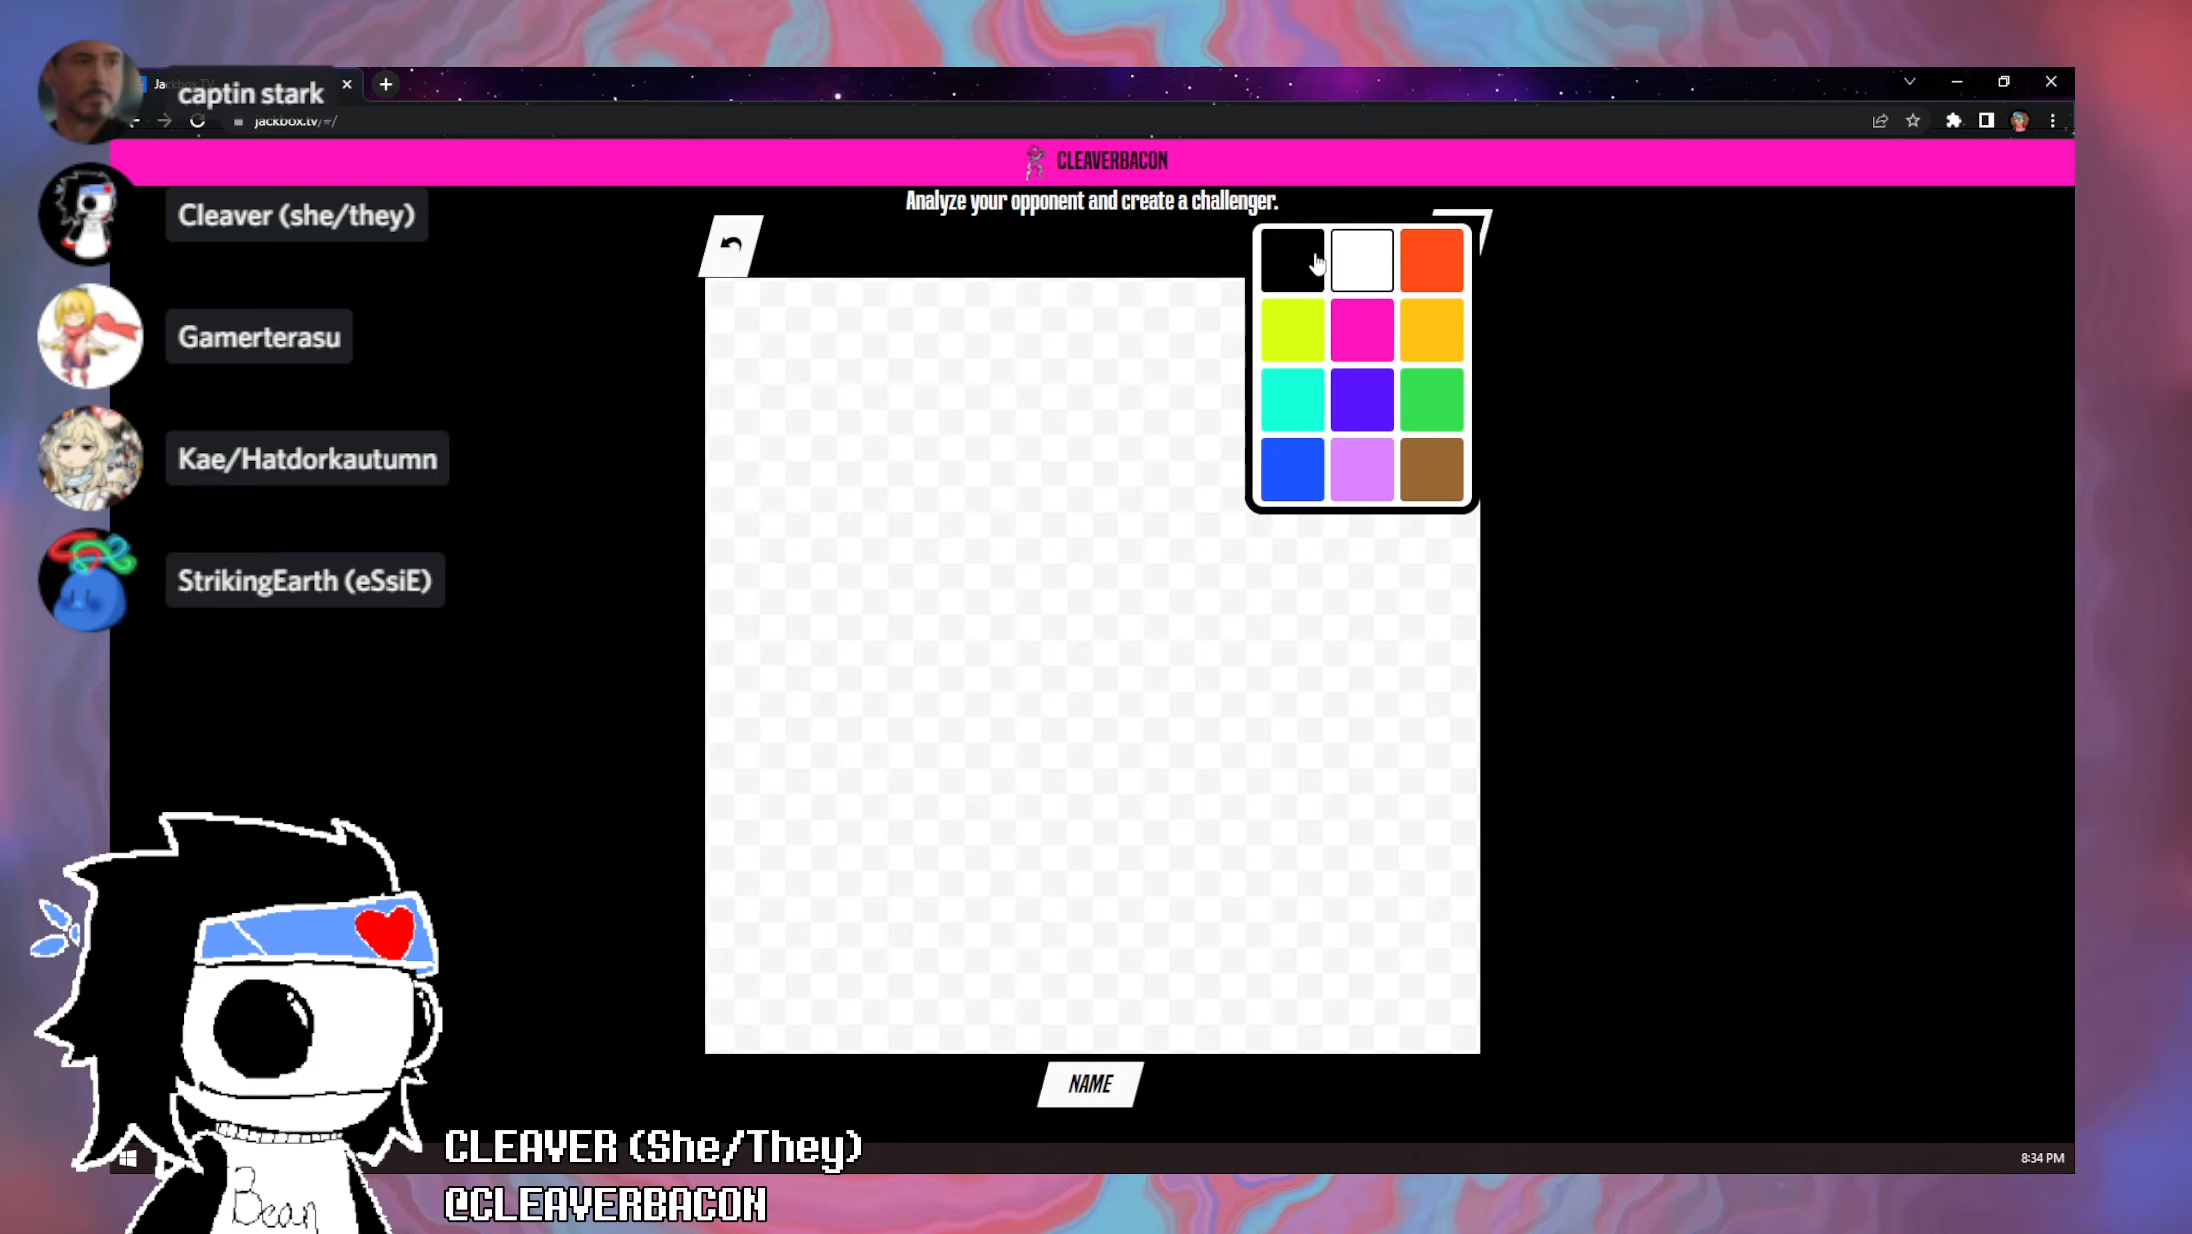 captin stark
jackbox.tv/#/
CLEAVERBACON
Analyze your opponent and create a challenger.
Cleaver (she/they)
Gamerterasu
Kae/Hatdorkautumn
StrikingEarth (eSsiE)
NAME
Bean
CLEAVER (She/They)
@CLEAVERBACON
8:34 PM